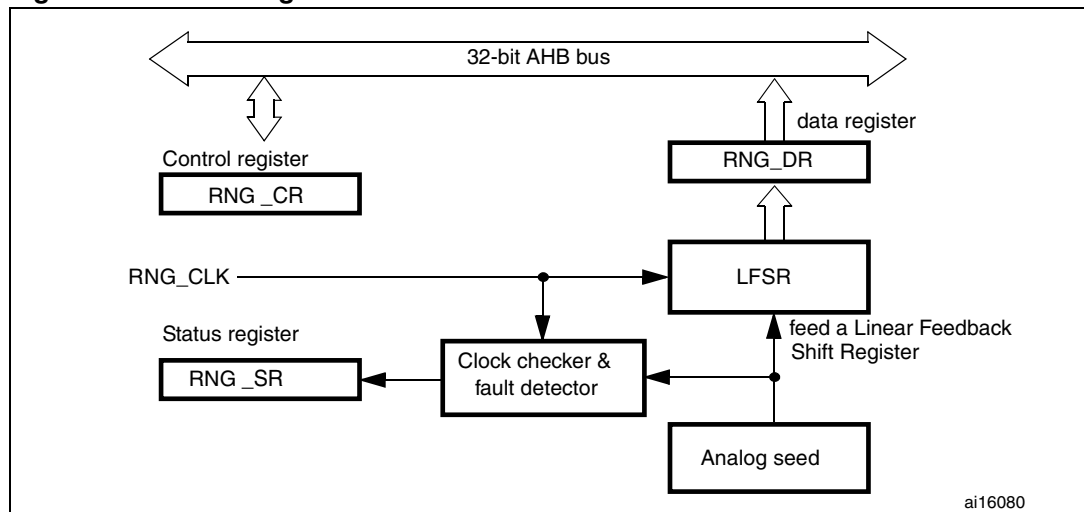 32-bit AHB bus
data register
Control register
RNG_DR
RNG _CR
RNG_CLK
LFSR
Status register
feed a Linear Feedback
Shift Register
Clock checker &
fault detector
RNG _SR
Analog seed
ai16080